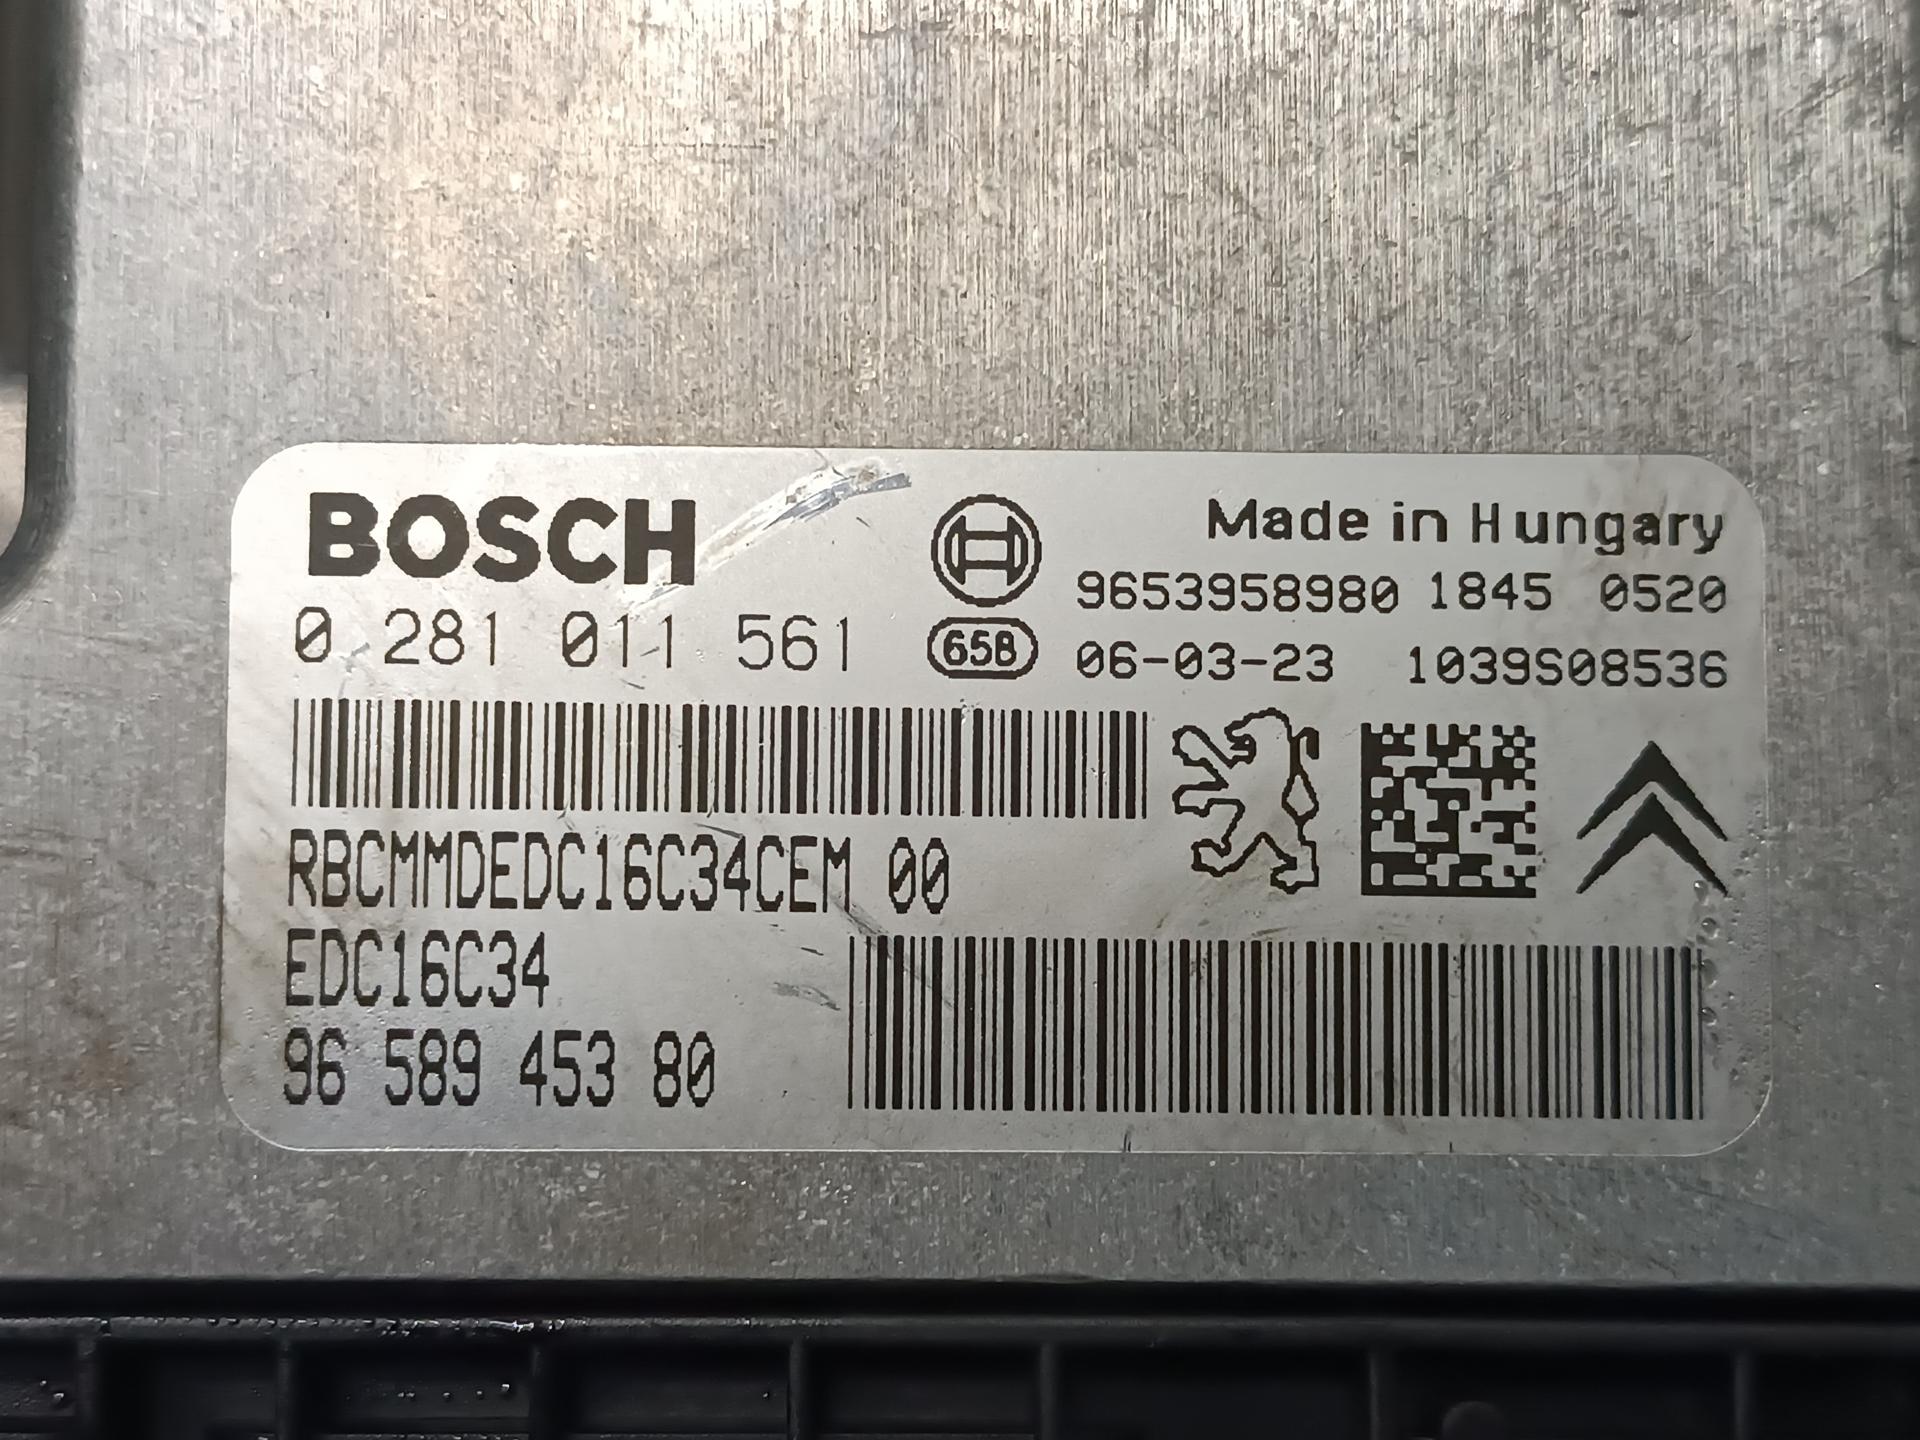 BOSCH
Made in Hungary
9653958980 1845 0520
0 281 011 561
65B
06-03-23 1039S08536
RBCMMDEDC16C34CEM 00
EDC16C34
96 589 453 80